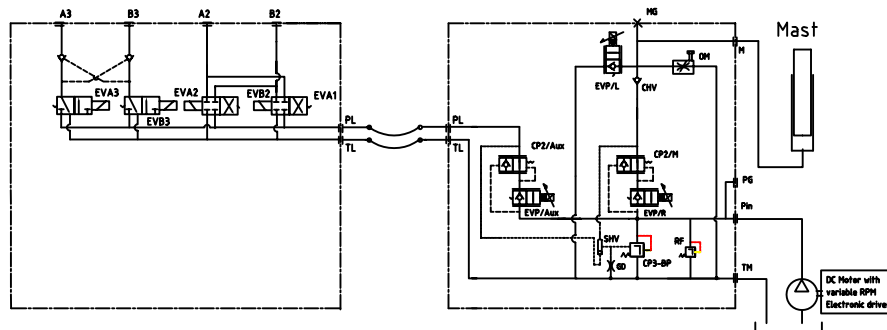 A3 B3 A2 B2
MG
Mast
OM
M
EVP/L
CHV
EVA3 EVA2 EVA1
EVB3 EVB2
PL PL
TL TL
CP2/Aux CP2/M
PG
EVP/Aux EVP/R
Pin
SHV RF
GD CP3-BP
TM
DC Motor with
variable RPM
Electronic drive